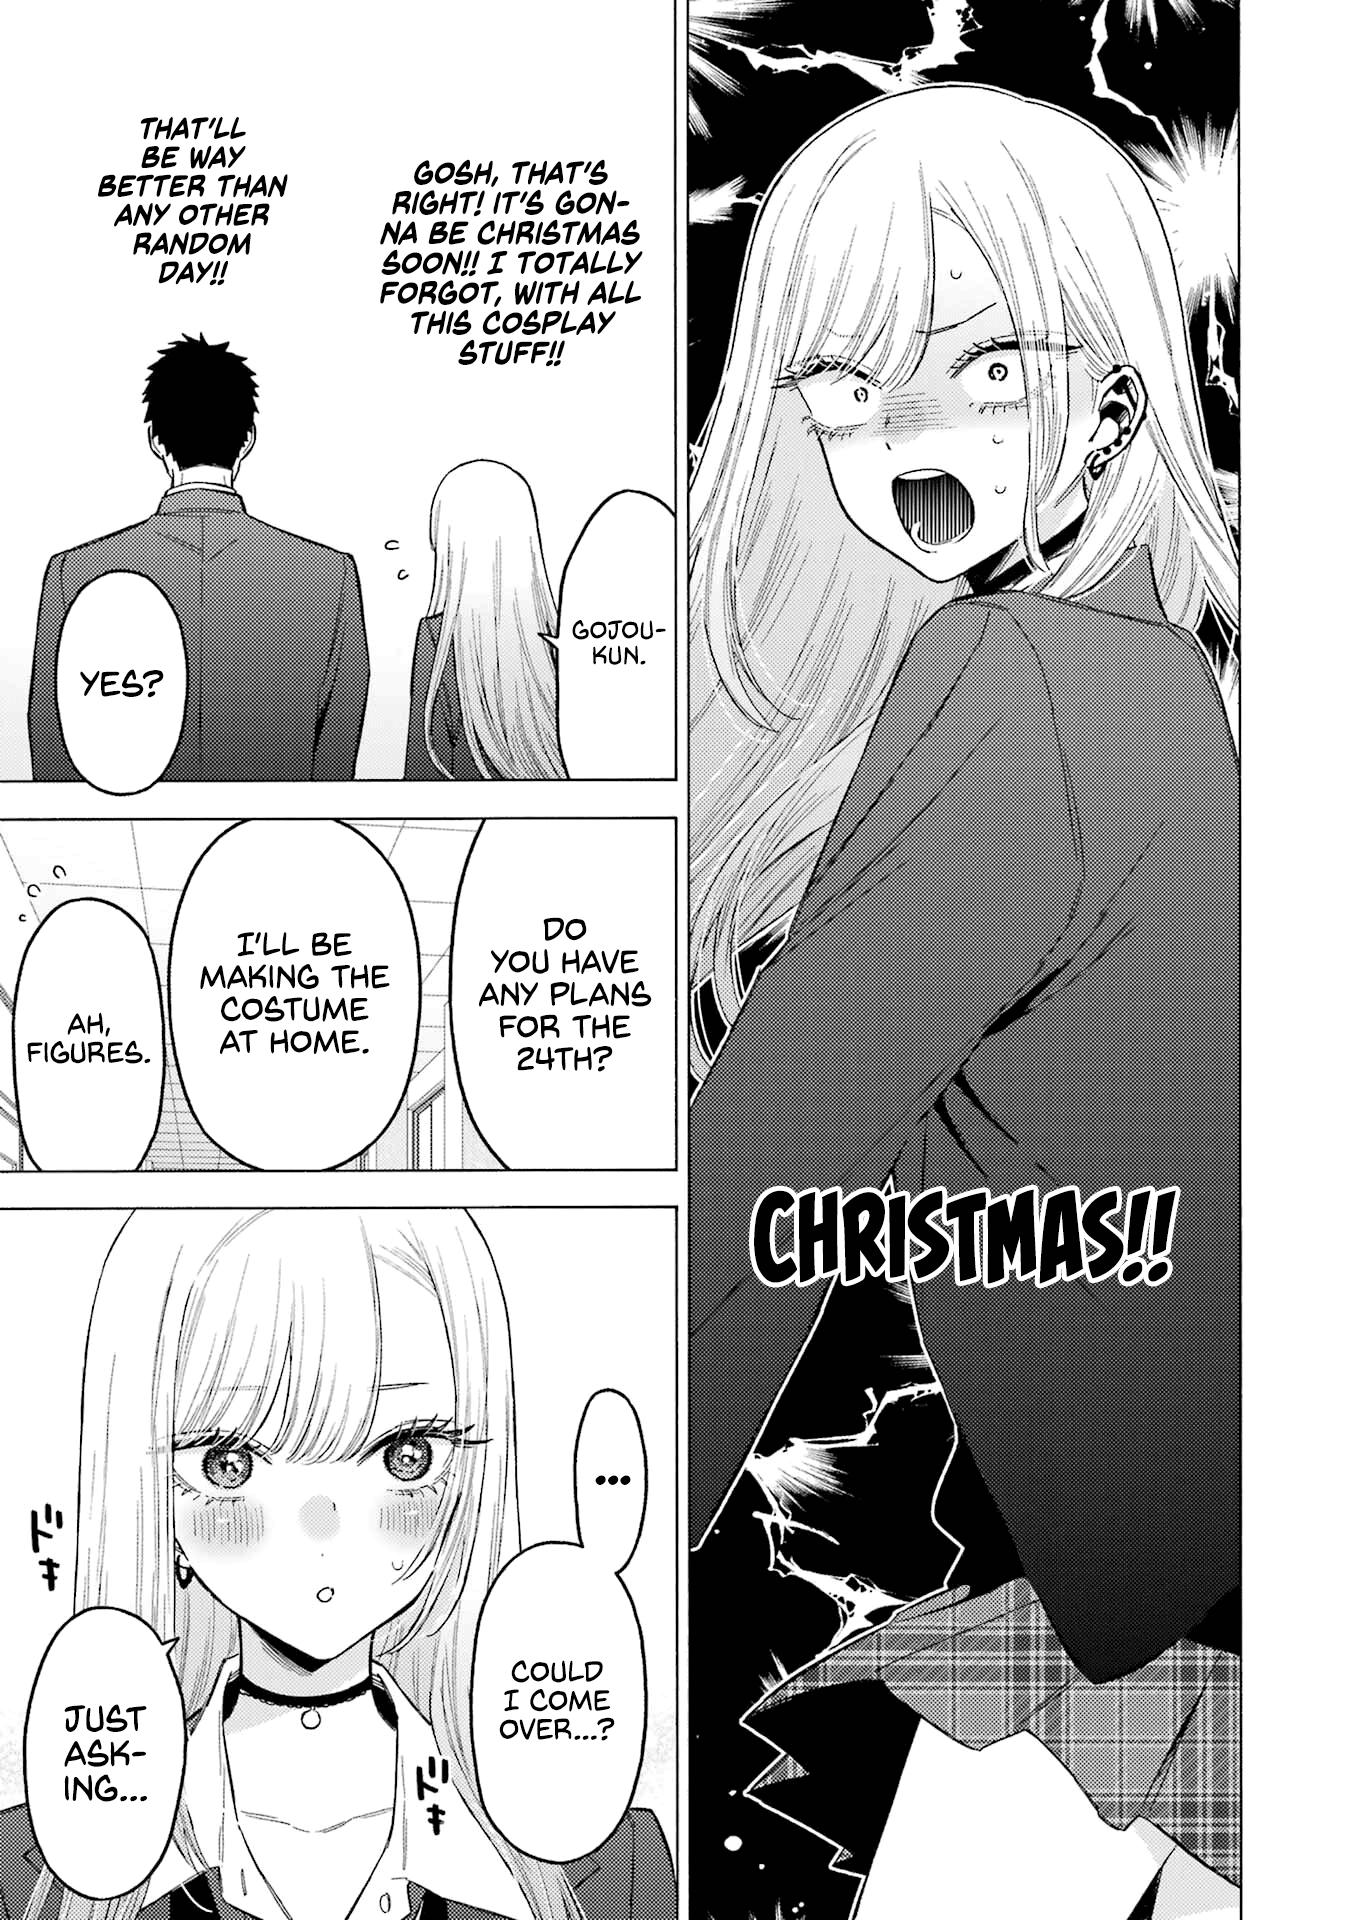 CHRISTMAS!!
GOSH, THAT'S
RIGHT! IT'S GON-
NA BE CHRISTMAS
SOON!! I TOTALLY
FORGOT, WITH ALL
THIS COSPLAY
STUFF!!
THAT'LL
BE WAY
BETTER THAN
ANY OTHER
RANDOM
DAY!!
GOJOU-
KUN.
YES?
DO
YOU HAVE
ANY PLANS
FOR THE
24TH?
I'LL BE
MAKING THE
COSTUME
AT HOME.
AH,
FIGURES.
...
COULD
I COME
OVER...?
ドキ
JUST
ASK-
ING...
ドキ